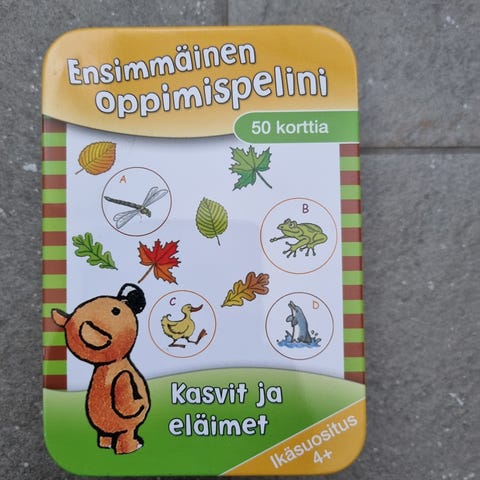 Ensimmäinen
oppimispelini
50 korttia
A
B
C
D
Kasvit ja
eläimet
Ikäsuositus
4+